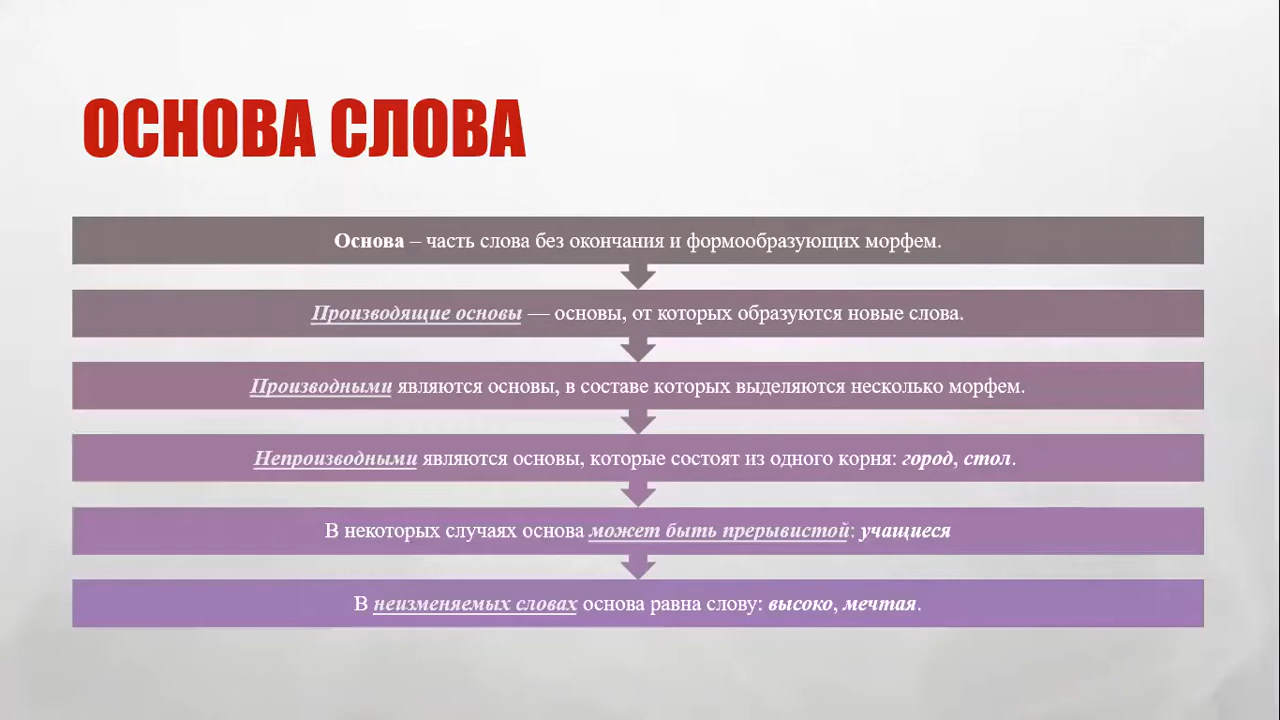 ОСНОВА СЛОВА
Основа – часть слова без окончания и формообразующих морфем.
Производящие основы — основы, от которых образуются новые слова.
Производными являются основы, в составе которых выделяются несколько морфем.
Непроизводными являются основы, которые состоят из одного корня: город, стол.
В некоторых случаях основа может быть прерывистой: учащиеся
В неизменяемых словах основа равна слову: высоко, мечтая.